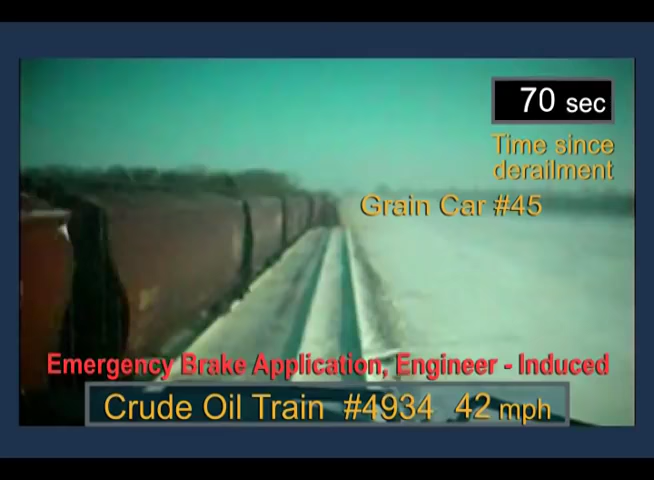 70 sec
Time since
derailment
Grain Car #45
Emergency Brake Application, Engineer - Induced
Crude Oil Train #4934 42 mph